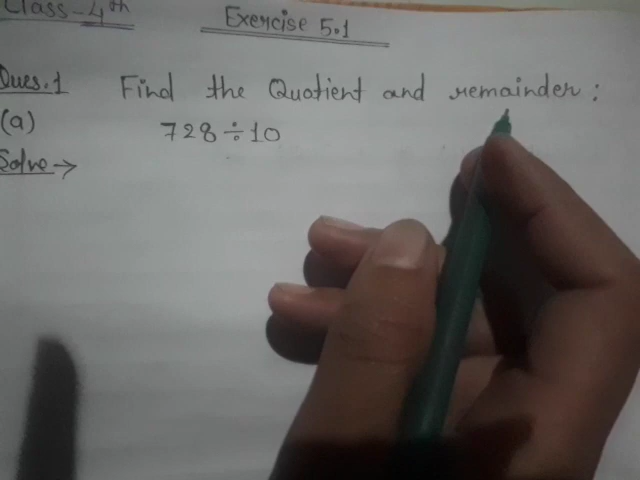 Class-4th
Exercise 5.1
Ques.1 Find the Quotient and remainder:
(a) 728÷10
Solve→